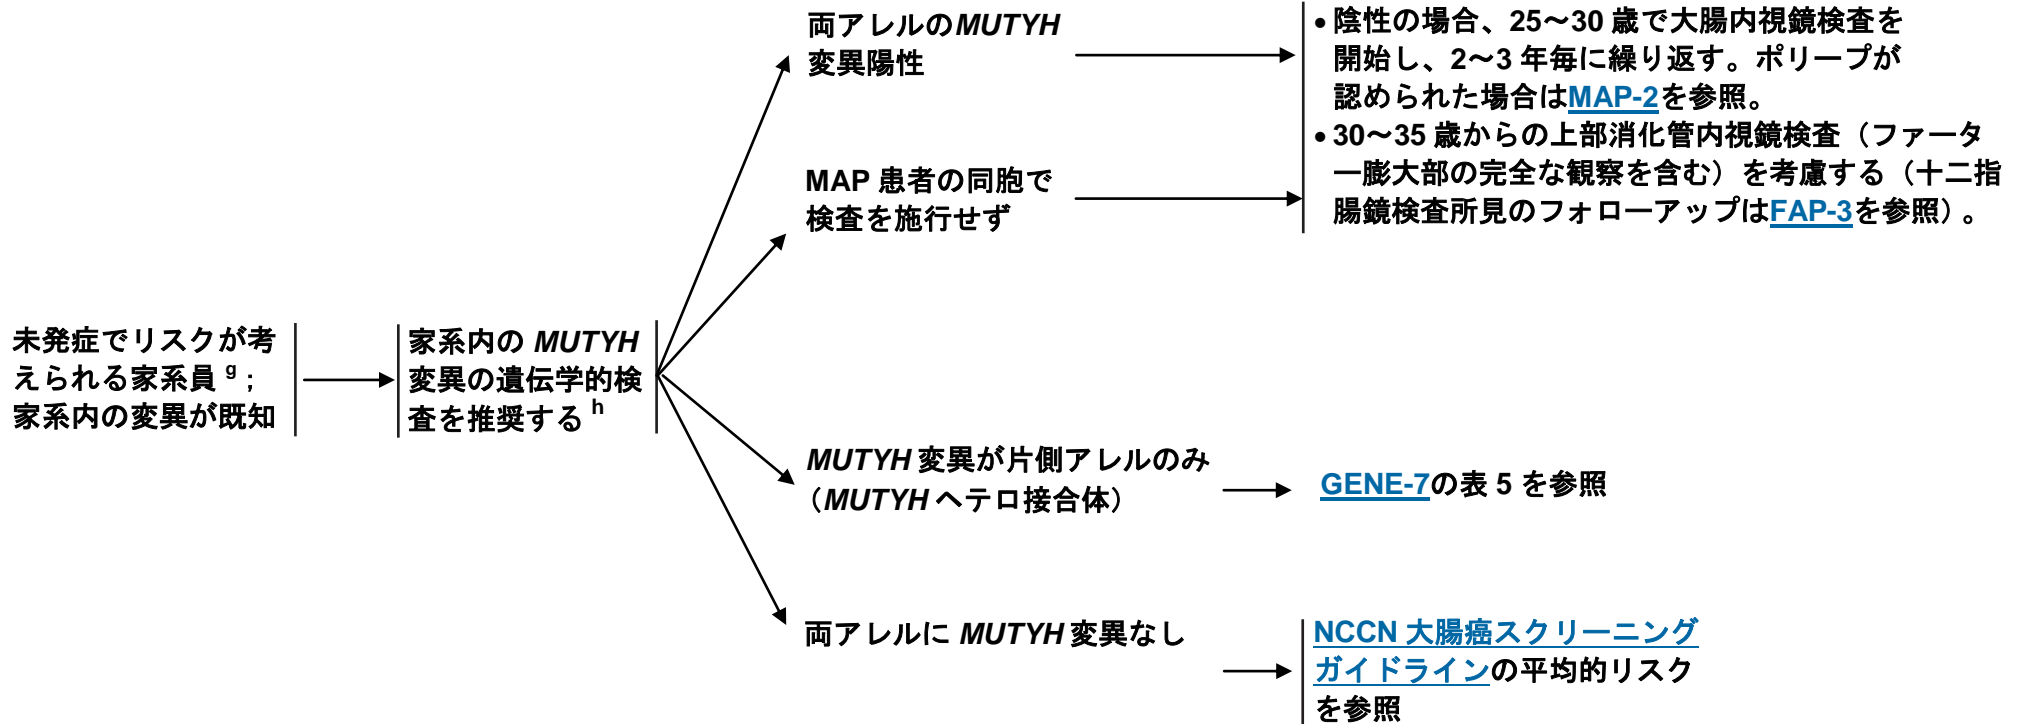 未発症でリスクが考
えられる家系員 g ;
家系内の変異が既知
家系内の MUTYH
変異の遺伝学的検
査を推奨する h
両アレルのMUTYH
変異陽性
• 陰性の場合、25～30 歳で大腸内視鏡検査を
開始し、2～3 年毎に繰り返す。ポリープが
認められた場合はMAP-2を参照。
• 30～35 歳からの上部消化管内視鏡検査（ファータ
ー膨大部の完全な観察を含む）を考慮する（十二指
腸鏡検査所見のフォローアップはFAP-3を参照）。
MAP 患者の同胞で
検査を施行せず
MUTYH 変異が片側アレルのみ
（MUTYH ヘテロ接合体）
GENE-7の表 5 を参照
両アレルに MUTYH 変異なし
NCCN 大腸癌スクリーニング
ガイドラインの平均的リスク
を参照